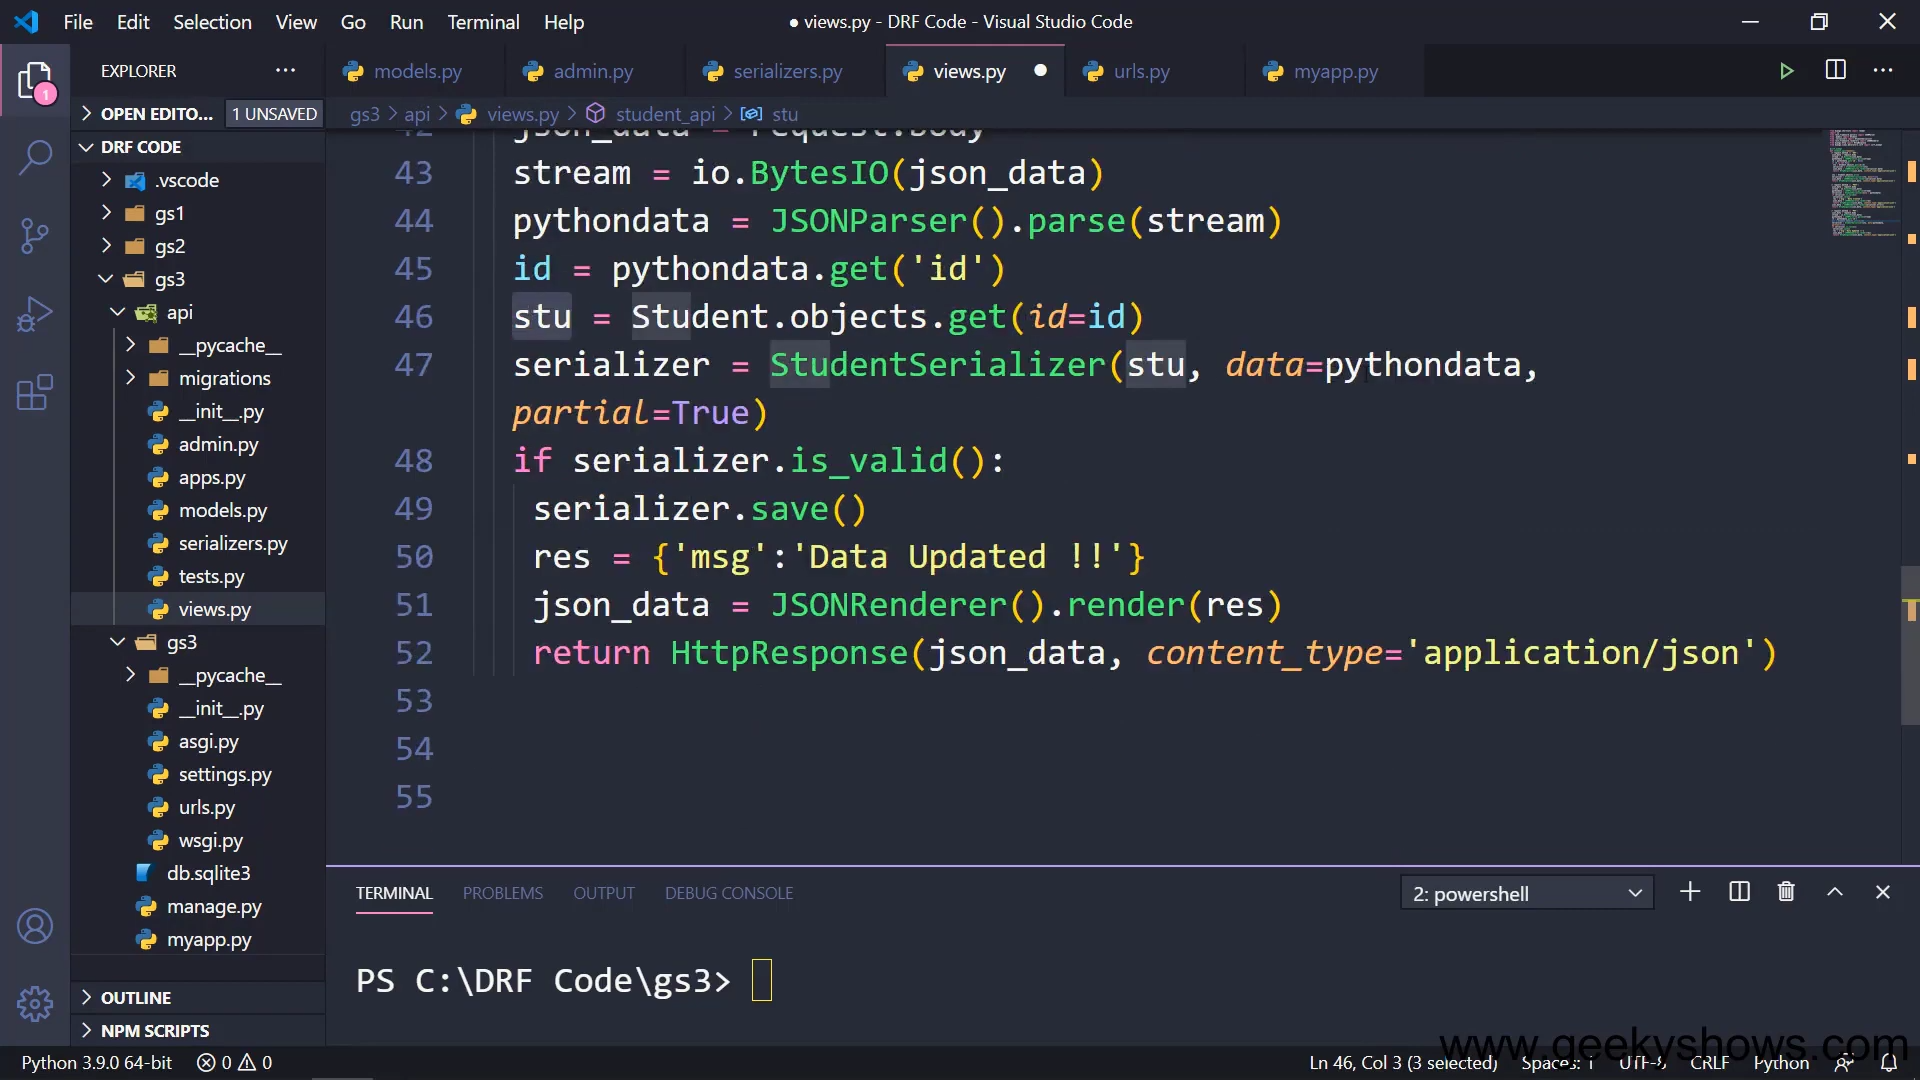 File Edit Selection View Go Run Terminal Help
● views.py - DRF Code - Visual Studio Code
EXPLORER ···
1
OPEN EDITO... 1 UNSAVED
DRF CODE
.vscode
gs1
gs2
gs3
api
__pycache__
migrations
__init__.py
admin.py
apps.py
models.py
serializers.py
tests.py
views.py
gs3
__pycache__
__init__.py
asgi.py
settings.py
urls.py
wsgi.py
db.sqlite3
manage.py
myapp.py
OUTLINE
NPM SCRIPTS
models.py admin.py serializers.py views.py ● urls.py myapp.py
gs3 > api > views.py > student_api > stu
42 json_data = request.body
43 stream = io.BytesIO(json_data)
44 pythondata = JSONParser().parse(stream)
45 id = pythondata.get('id')
46 stu = Student.objects.get(id=id)
47 serializer = StudentSerializer(stu, data=pythondata,
partial=True)
48 if serializer.is_valid():
49 serializer.save()
50 res = {'msg':'Data Updated !!'}
51 json_data = JSONRenderer().render(res)
52 return HttpResponse(json_data, content_type='application/json')
53
54
55
TERMINAL PROBLEMS OUTPUT DEBUG CONSOLE 2: powershell
PS C:\DRF Code\gs3>
www.geekyshows.com
Python 3.9.0 64-bit 0 0 Ln 46, Col 3 (3 selected) Spaces: 1 UTF-8 CRLF Python